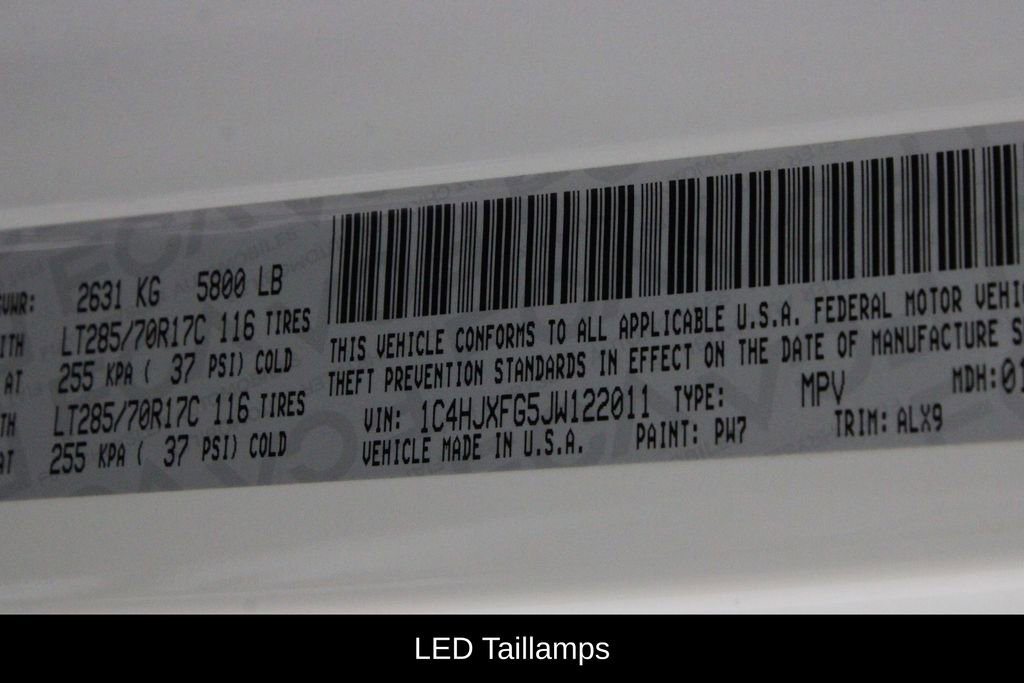 GVWR: 2631 KG 5800 LB
LT285/70R17C 116 TIRES
AT 255 KPA ( 37 PSI) COLD
LT285/70R17C 116 TIRES
255 KPA ( 37 PSI) COLD
THIS VEHICLE CONFORMS TO ALL APPLICABLE U.S.A. FEDERAL MOTOR VEHI
THEFT PREVENTION STANDARDS IN EFFECT ON THE DATE OF MANUFACTURE S
VIN: 1C4HJXFG5JW122011 TYPE: MPV MDH:01
VEHICLE MADE IN U.S.A. PAINT: PW7 TRIM: ALX9
LED Taillamps